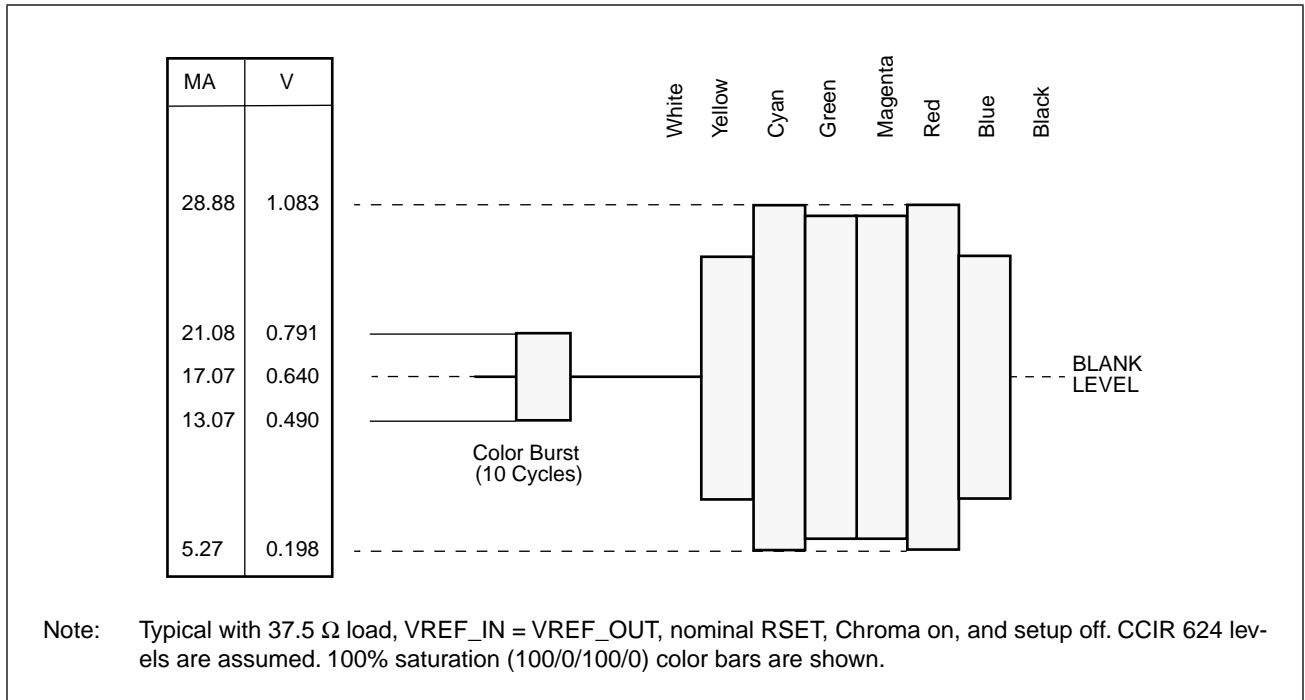 MA V
White
Yellow
Cyan
Green
Magenta
Red
Blue
Black
28.88 1.083
21.08 0.791
17.07 0.640
13.07 0.490
5.27 0.198
BLANK
LEVEL
Color Burst
(10 Cycles)
Note: Typical with 37.5 Ω load, VREF_IN = VREF_OUT, nominal RSET, Chroma on, and setup off. CCIR 624 lev-
els are assumed. 100% saturation (100/0/100/0) color bars are shown.